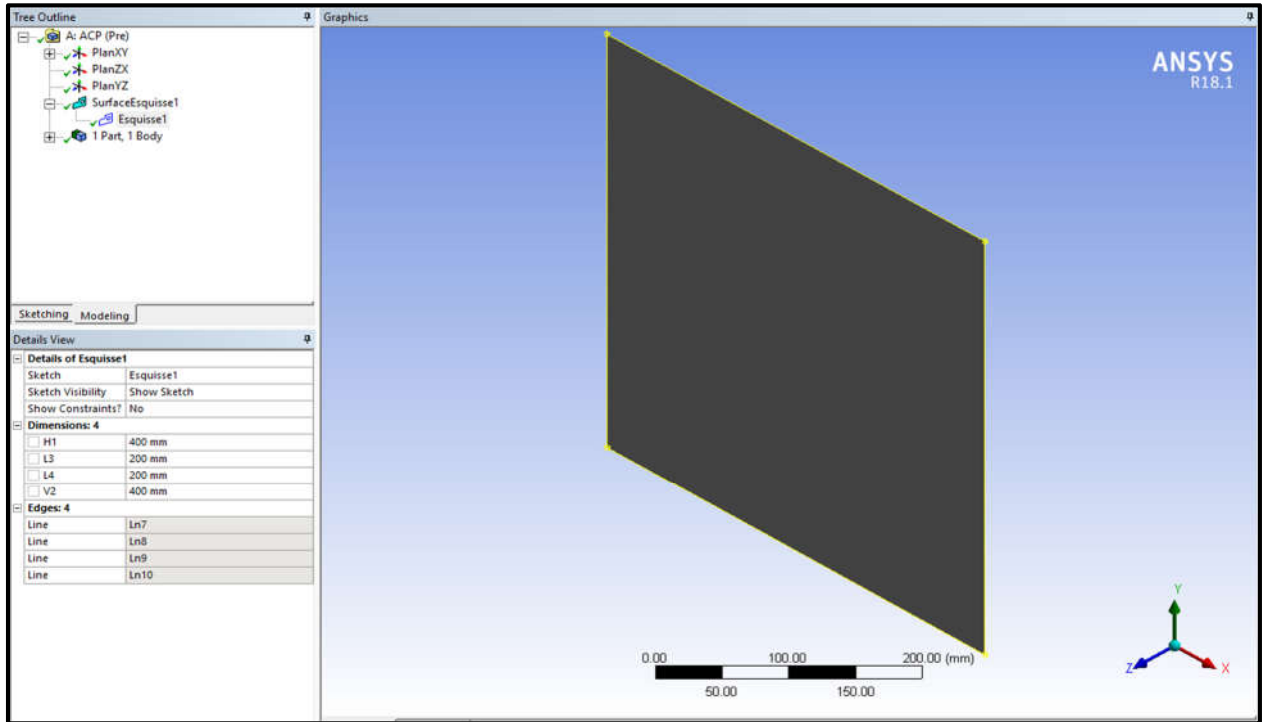 Tree Outline
A: ACP (Pre)
PlanXY
PlanZX
PlanYZ
SurfaceEsquisse1
Esquisse1
1 Part, 1 Body
Sketching Modeling
Details View
Details of Esquisse1
Sketch Esquisse1
Sketch Visibility Show Sketch
Show Constraints? No
Dimensions: 4
H1 400 mm
L3 200 mm
L4 200 mm
V2 400 mm
Edges: 4
Line Ln7
Line Ln8
Line Ln9
Line Ln10
Graphics
ANSYS
R18.1
0.00 100.00 200.00 (mm)
50.00 150.00
Y
Z X